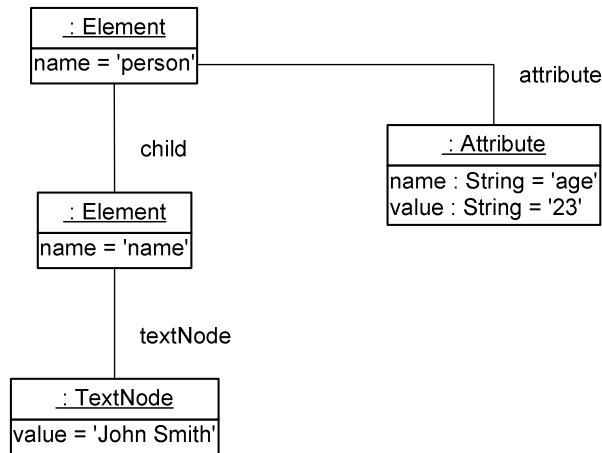 : Element
name = 'person'
attribute
: Attribute
name : String = 'age'
value : String = '23'
child
: Element
name = 'name'
textNode
: TextNode
value = 'John Smith'